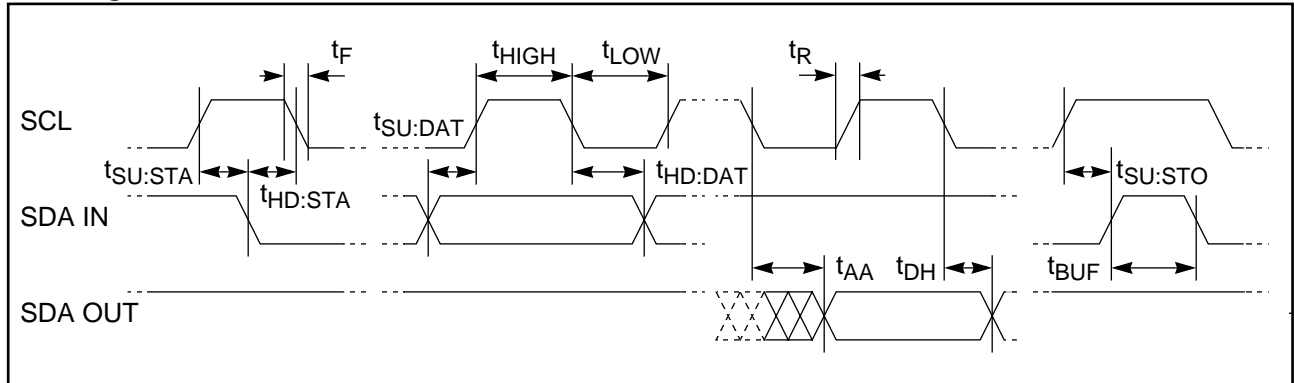 tF
tHIGH
tLOW
tR
SCL
tSU:DAT
tSU:STA
tHD:STA
tHD:DAT
tSU:STO
SDA IN
tAA
tDH
tBUF
SDA OUT